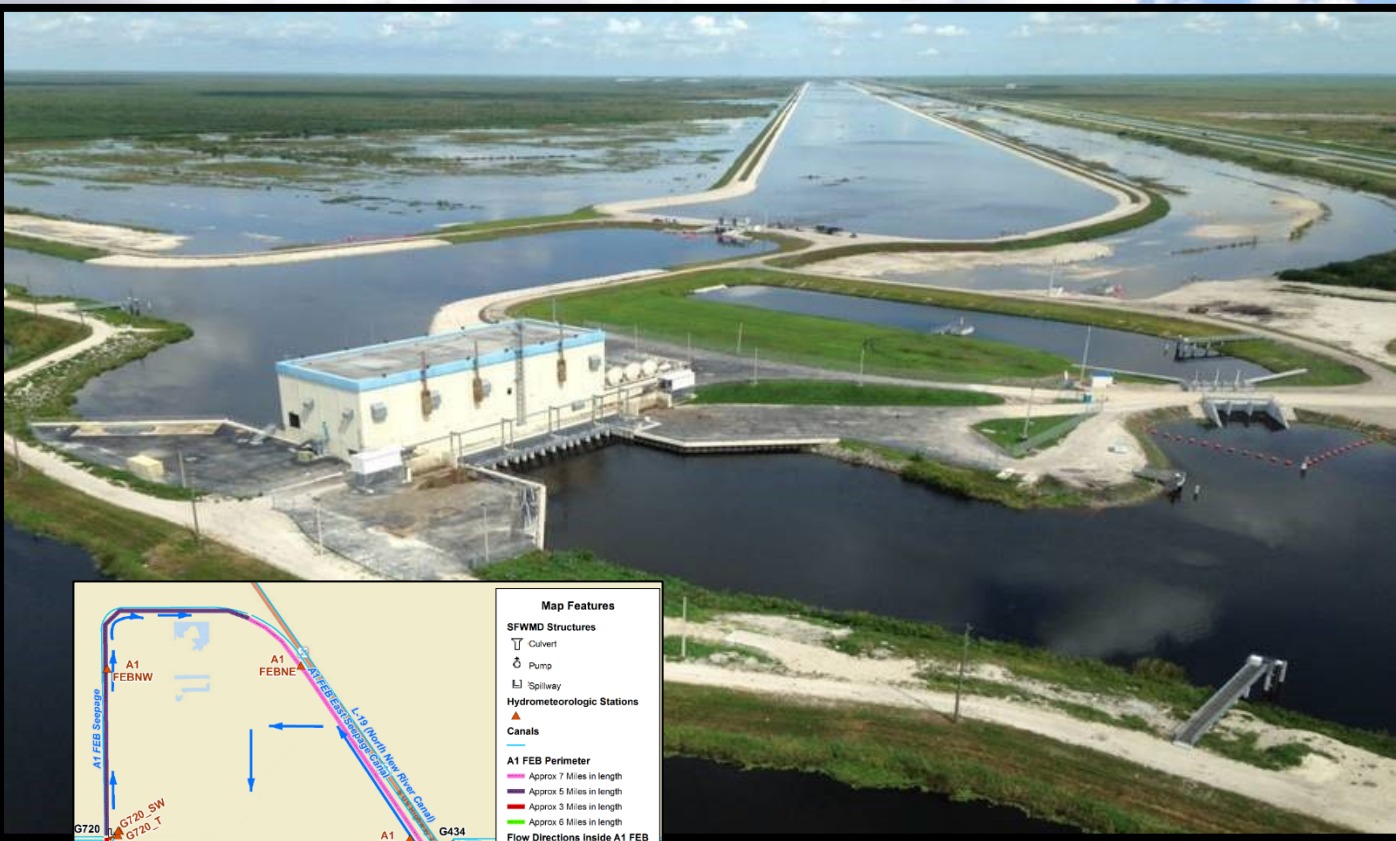 A1
FEBNW
A1
FEBNE
A1 FEB Seepage
A1 FEB East Seepage Canal
L-19 (North New River Canal)
G720
G720_SW
G720_T
A1
G434
Map Features
SFWMD Structures
Culvert
Pump
Spillway
Hydrometeorologic Stations
Canals
A1 FEB Perimeter
Approx 7 Miles in length
Approx 5 Miles in length
Approx 3 Miles in length
Approx 6 Miles in length
Flow Directions inside A1 FEB